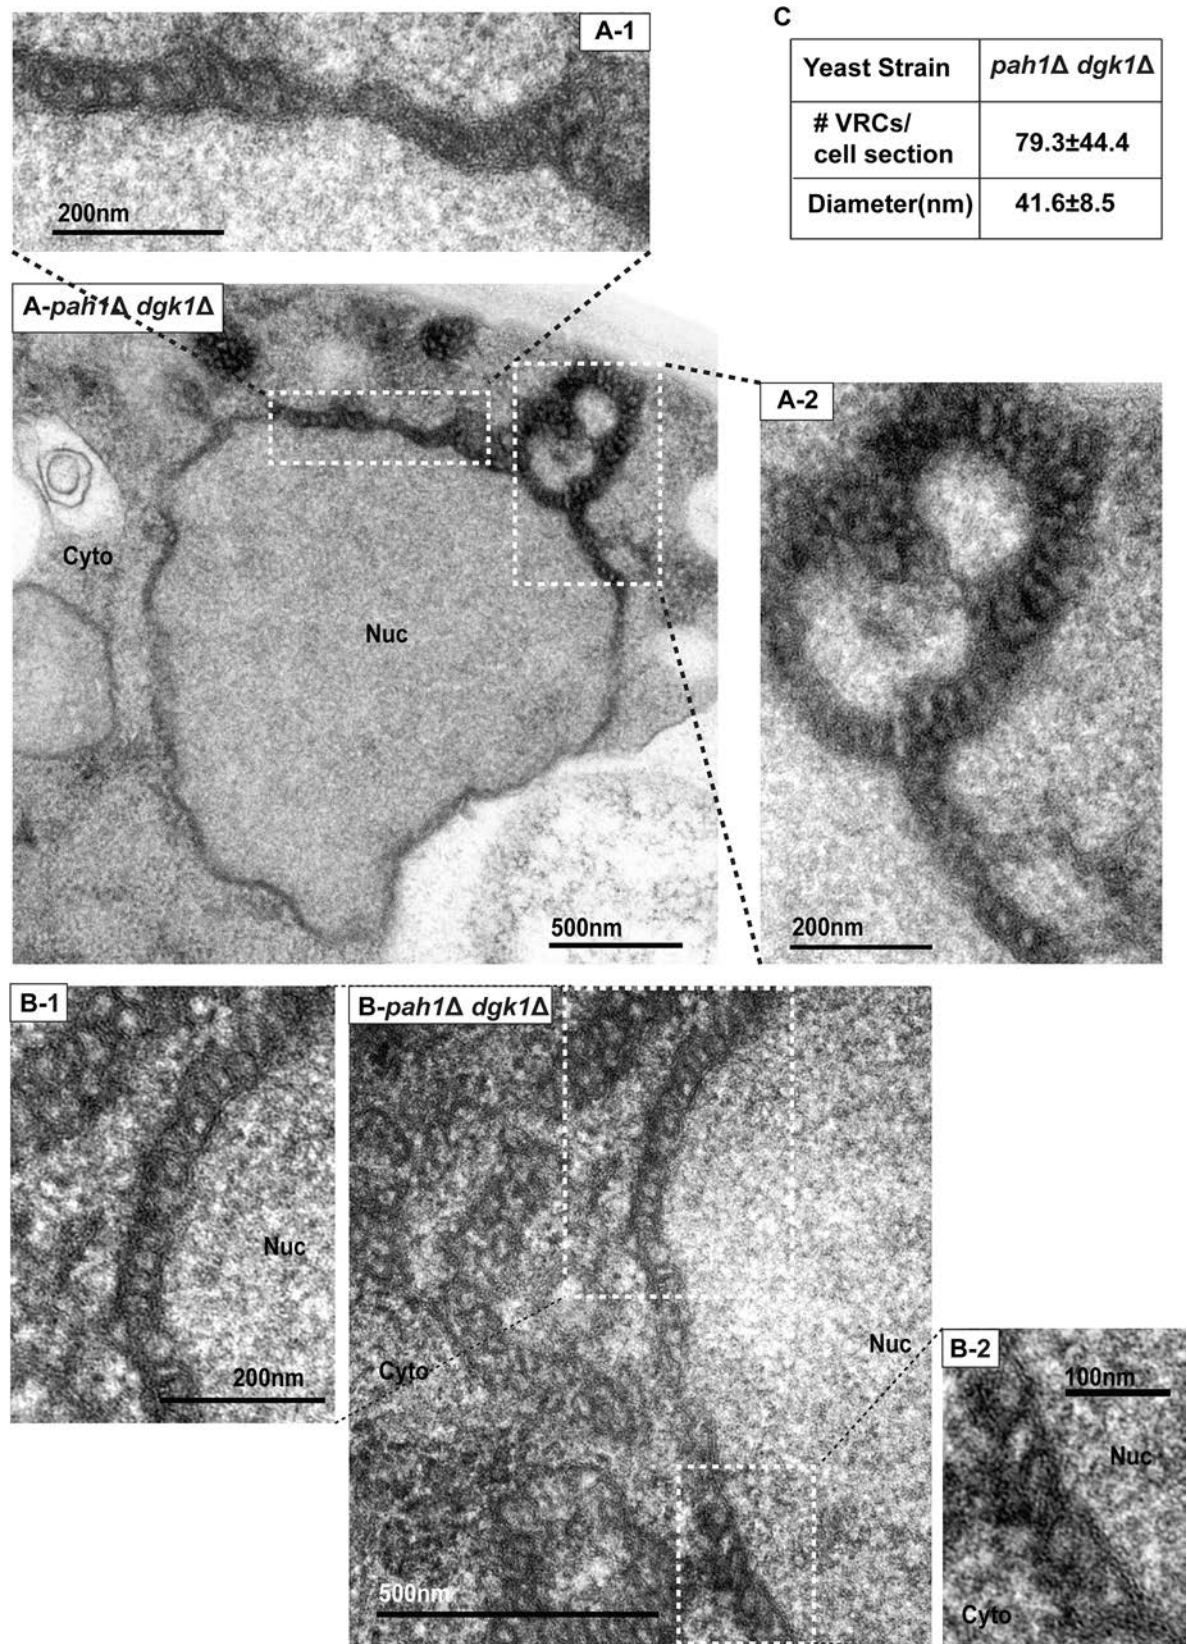 A-1
200nm
C
Yeast Strain pah1Δ dgk1Δ
# VRCs/
cell section 79.3±44.4
Diameter(nm) 41.6±8.5
A-pah1Δ dgk1Δ
Cyto
Nuc
500nm
A-2
200nm
B-1
Nuc
200nm
B-pah1Δ dgk1Δ
Cyto
Nuc
500nm
B-2
100nm
Nuc
Cyto